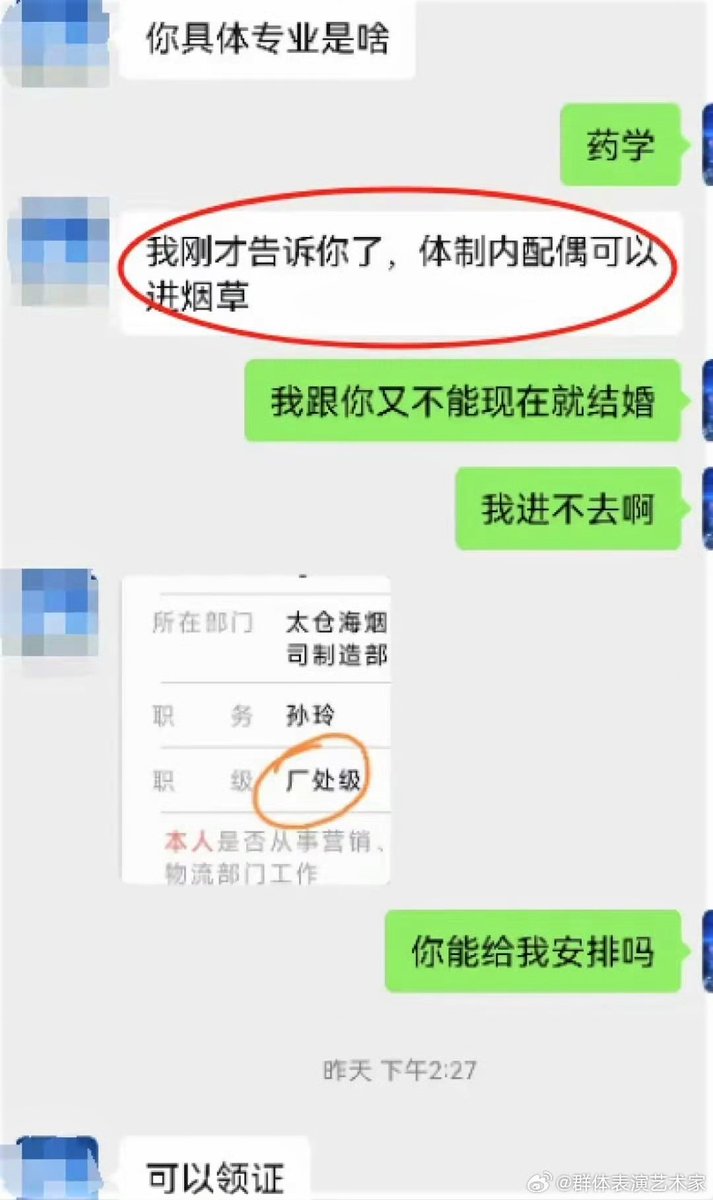 你具体专业是啥
药学
我刚才告诉你了，体制内配偶可以
进烟草
我跟你又不能现在就结婚
我进不去啊
所在部门 太仓海烟
司制造部
职 务 孙玲
职 级 厂处级
本人是否从事营销、
物流部门工作
你能给我安排吗
昨天 下午2:27
可以领证
@群体表演艺术家